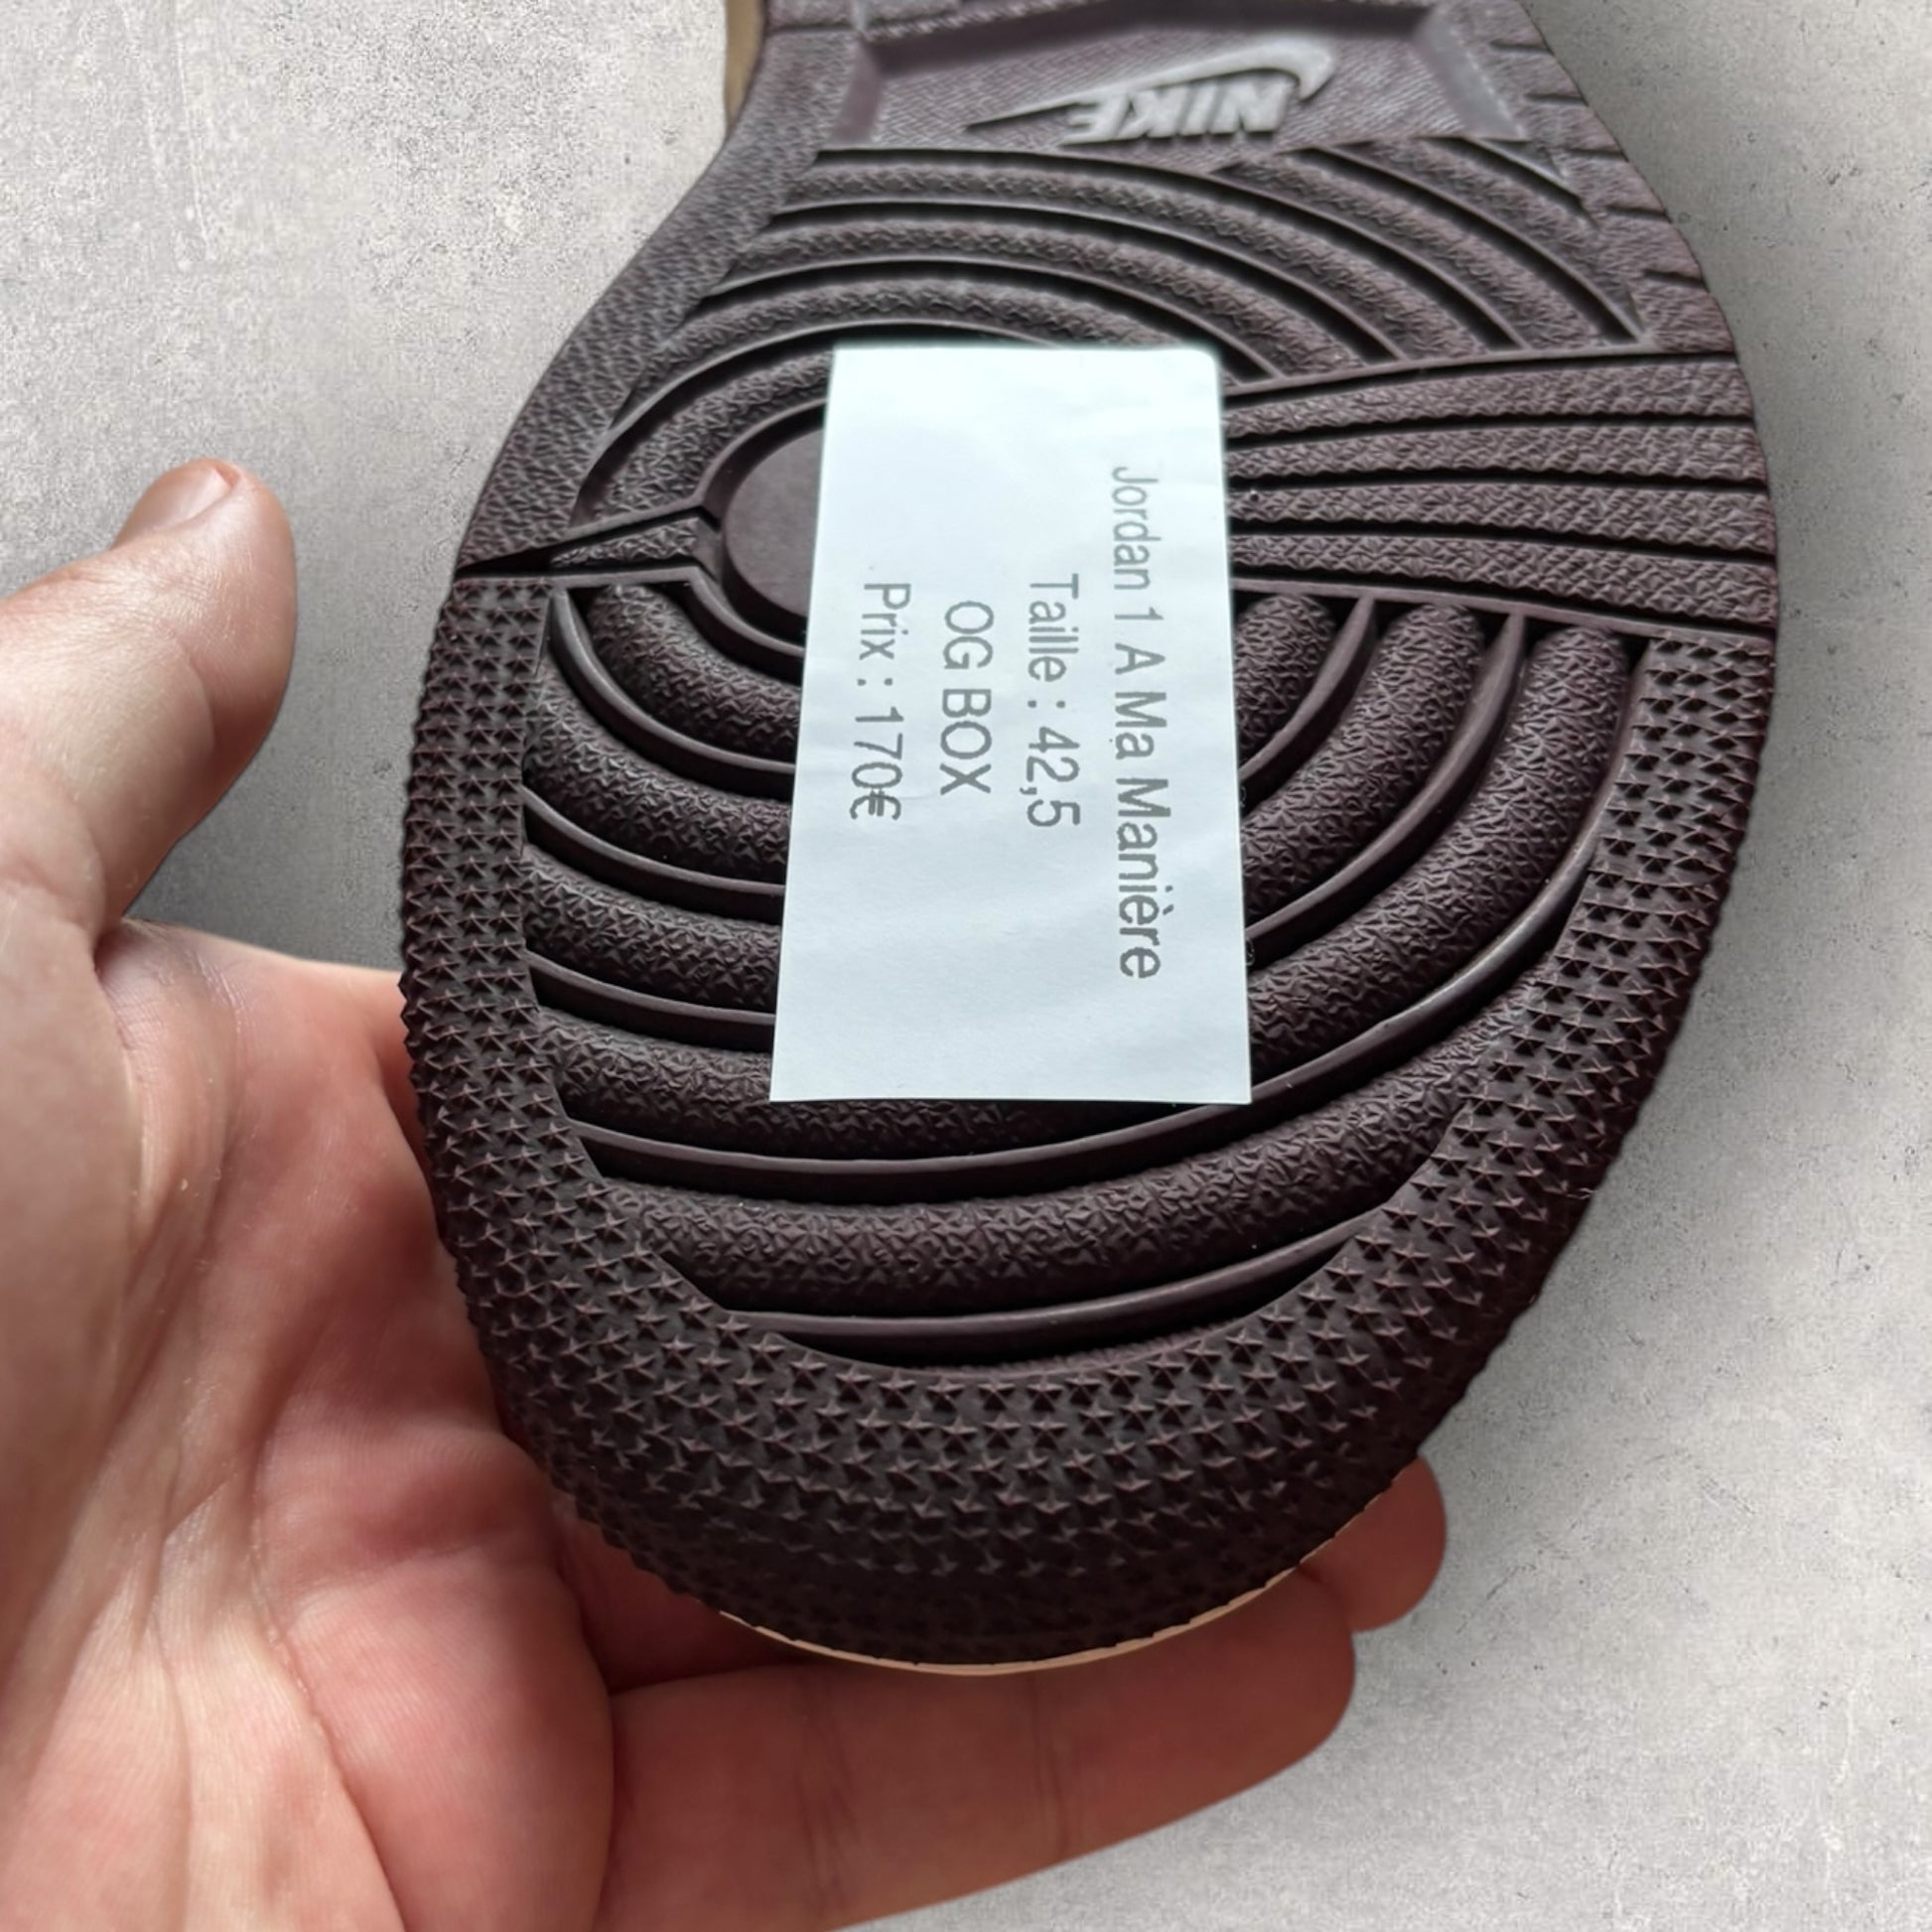 NIKE
Jordan 1 A Ma Manière
Taille : 42,5
OG BOX
Prix : 170€